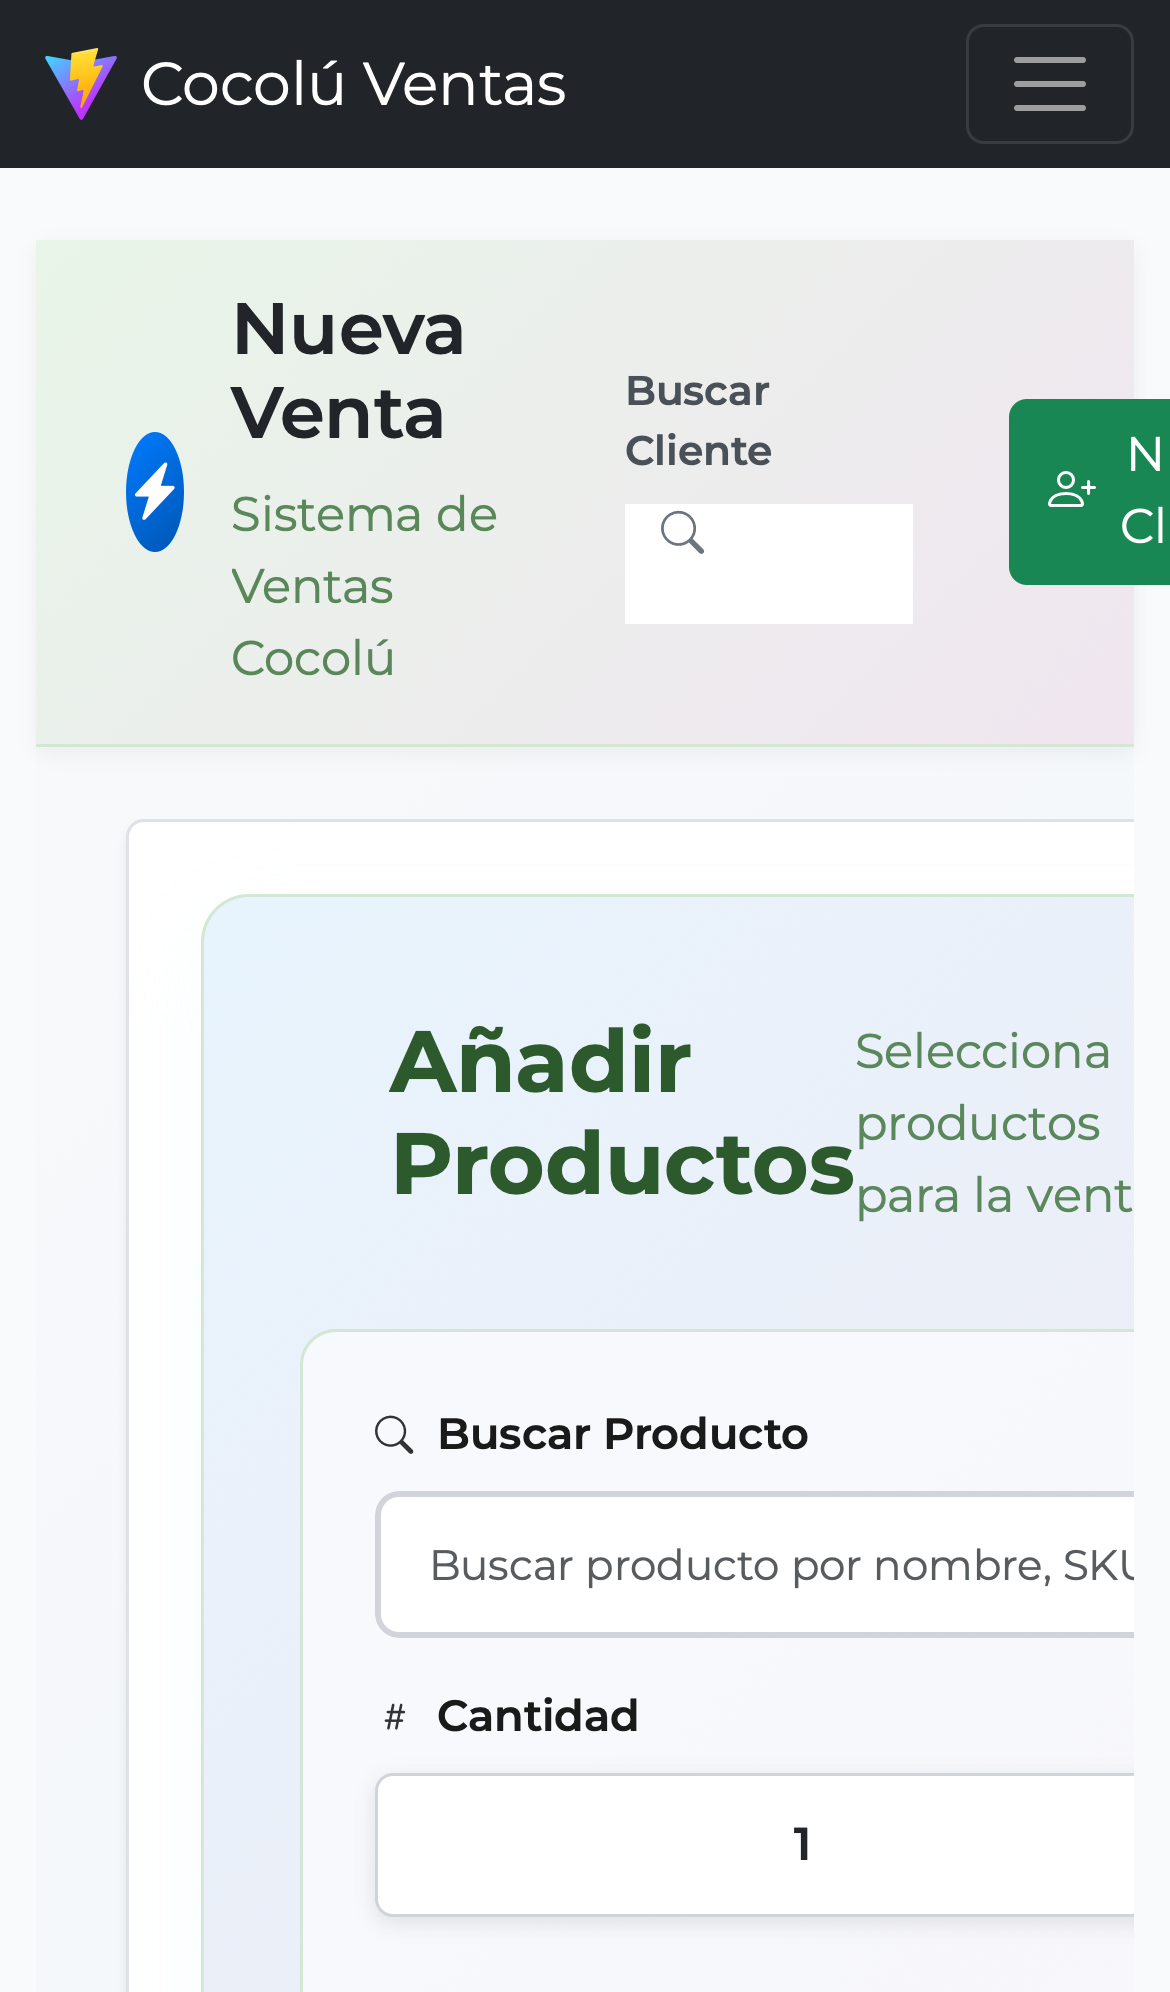 Cocolú Ventas
Nueva
Venta
Sistema de
Ventas
Cocolú
Buscar
Cliente
N
Cl
Añadir
Productos
Selecciona
productos
para la vent
Buscar Producto
Buscar producto por nombre, SKU
# Cantidad
1